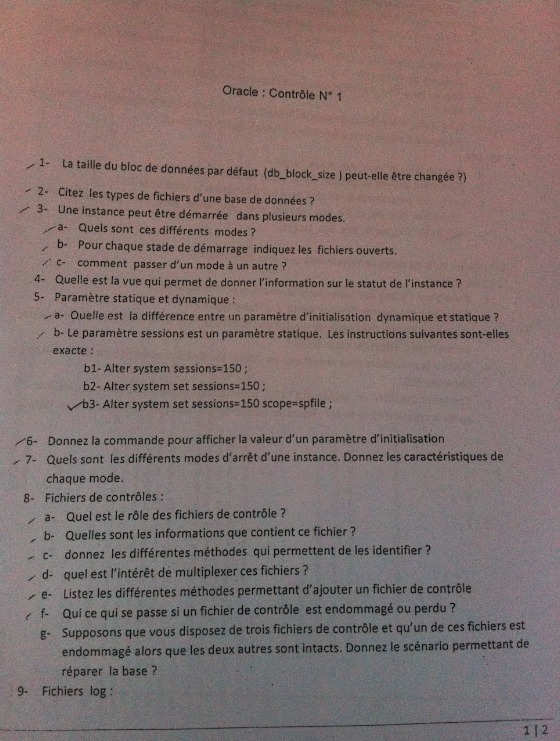 Oracle : Contrôle N° 1
1- La taille du bloc de données par défaut (db_block_size ) peut-elle être changée ?)
2- Citez les types de fichiers d'une base de données ?
3- Une instance peut être démarrée dans plusieurs modes.
a- Quels sont ces différents modes ?
b- Pour chaque stade de démarrage indiquez les fichiers ouverts.
c- comment passer d'un mode à un autre ?
4- Quelle est la vue qui permet de donner l'information sur le statut de l'instance ?
5- Paramètre statique et dynamique :
a- Quelle est la différence entre un paramètre d'initialisation dynamique et statique ?
b- Le paramètre sessions est un paramètre statique. Les instructions suivantes sont-elles
exacte :
b1- Alter system sessions=150 ;
b2- Alter system set sessions=150 ;
b3- Alter system set sessions=150 scope=spfile ;
6- Donnez la commande pour afficher la valeur d'un paramètre d'initialisation
7- Quels sont les différents modes d'arrêt d'une instance. Donnez les caractéristiques de
chaque mode.
8- Fichiers de contrôles :
a- Quel est le rôle des fichiers de contrôle ?
b- Quelles sont les informations que contient ce fichier ?
c- donnez les différentes méthodes qui permettent de les identifier ?
d- quel est l'intérêt de multiplexer ces fichiers ?
e- Listez les différentes méthodes permettant d'ajouter un fichier de contrôle
f- Qui ce qui se passe si un fichier de contrôle est endommagé ou perdu ?
g- Supposons que vous disposez de trois fichiers de contrôle et qu'un de ces fichiers est
endommagé alors que les deux autres sont intacts. Donnez le scénario permettant de
réparer la base ?
9- Fichiers log :
1 | 2